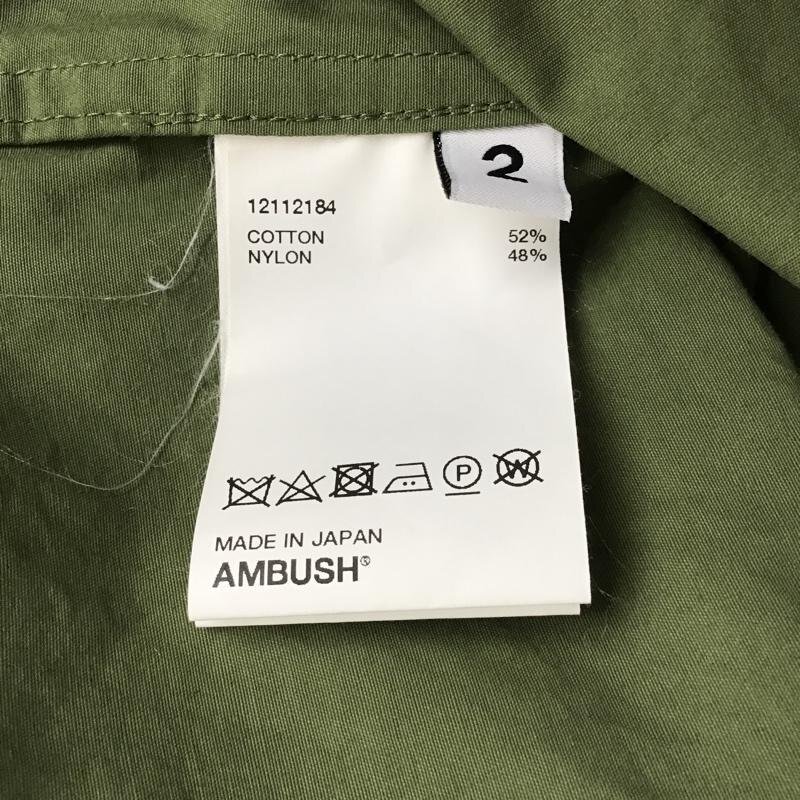 2
12112184
COTTON 52%
NYLON 48%
P W
MADE IN JAPAN
AMBUSH®